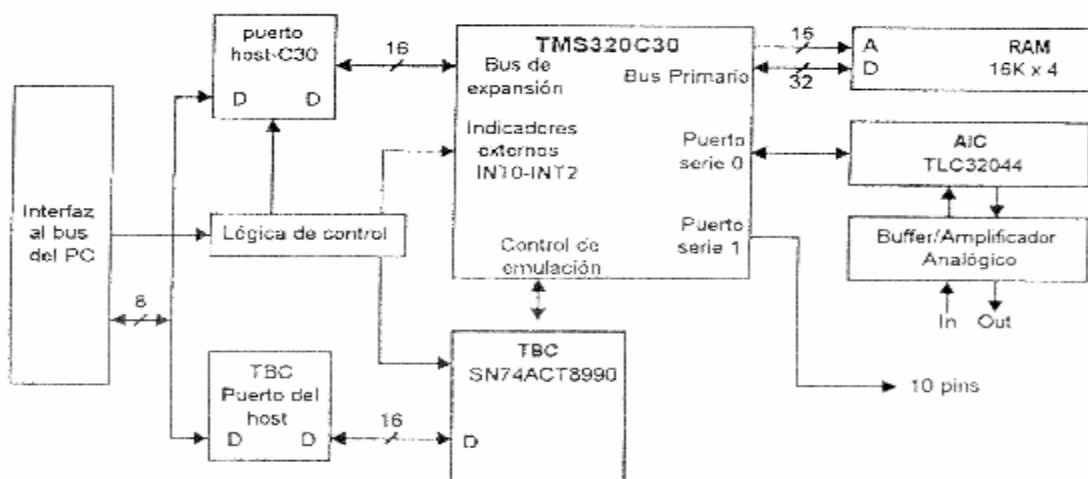 puerto
host-C30
D D
16
TMS320C30
Bus de
expansión
Bus Primario
Indicadores
externos
INT0-INT2
Puerto
serie 0
Puerto
serie 1
Control de
emulación
16
32
A
D
RAM
16K x 4
AIC
TLC32044
Buffer/Amplificador
Analógico
In Out
10 pins
Interfaz
al bus
del PC
8
Lógica de control
TBC
Puerto del
host
D D
16
TBC
SN74ACT8990
D